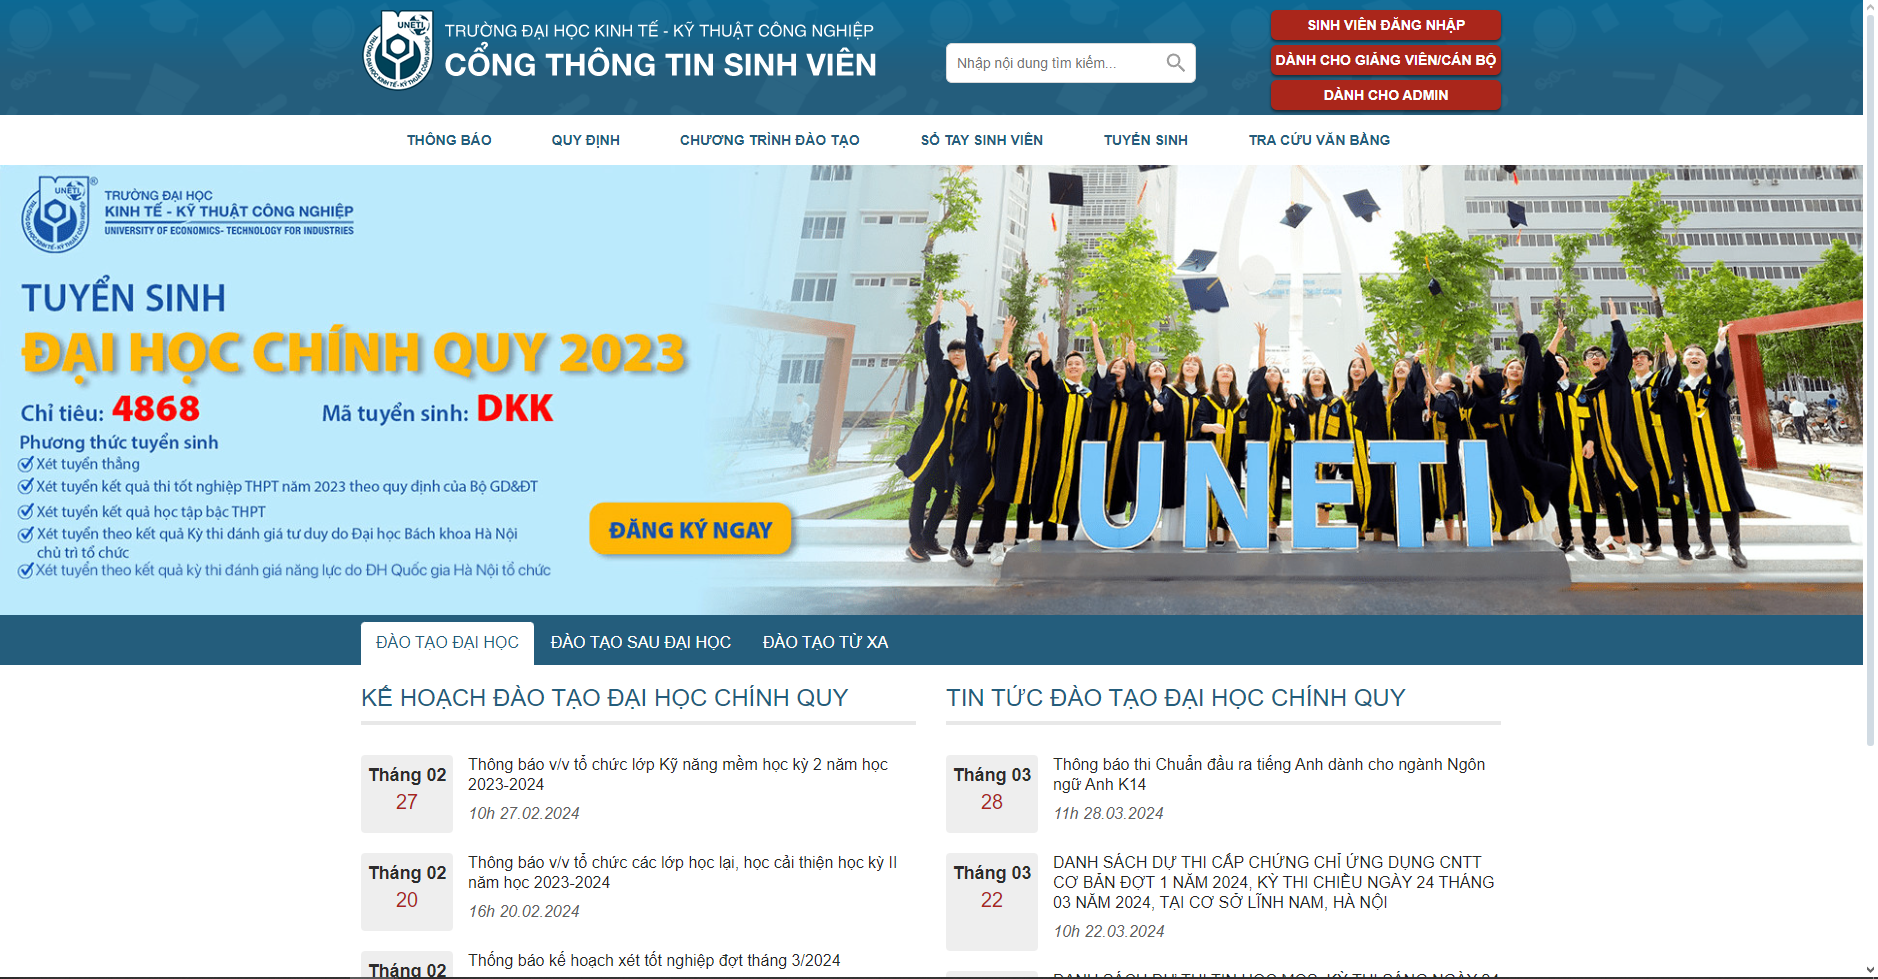 UNETI
TRƯỜNG ĐẠI HỌC KINH TẾ - KỸ THUẬT CÔNG NGHIỆP
CỔNG THÔNG TIN SINH VIÊN
Nhập nội dung tìm kiếm...
SINH VIÊN ĐĂNG NHẬP
DÀNH CHO GIẢNG VIÊN/CÁN BỘ
DÀNH CHO ADMIN
THÔNG BÁO
QUY ĐỊNH
CHƯƠNG TRÌNH ĐÀO TẠO
SỔ TAY SINH VIÊN
TUYỂN SINH
TRA CỨU VĂN BẰNG
UNETI ®
TRƯỜNG ĐẠI HỌC
KINH TẾ - KỸ THUẬT CÔNG NGHIỆP
UNIVERSITY OF ECONOMICS- TECHNOLOGY FOR INDUSTRIES
TUYỂN SINH
ĐẠI HỌC CHÍNH QUY 2023
Chỉ tiêu: 4868
Mã tuyển sinh: DKK
Phương thức tuyển sinh
Xét tuyển thẳng
Xét tuyển kết quả thi tốt nghiệp THPT năm 2023 theo quy định của Bộ GD&ĐT
Xét tuyển kết quả học tập bậc THPT
Xét tuyển theo kết quả Kỳ thi đánh giá tư duy do Đại học Bách khoa Hà Nội
chủ trì tổ chức
Xét tuyển theo kết quả kỳ thi đánh giá năng lực do ĐH Quốc gia Hà Nội tổ chức
ĐĂNG KÝ NGAY
UNETI
ĐÀO TẠO ĐẠI HỌC
ĐÀO TẠO SAU ĐẠI HỌC
ĐÀO TẠO TỪ XA
KẾ HOẠCH ĐÀO TẠO ĐẠI HỌC CHÍNH QUY
Tháng 02
27
Thông báo v/v tổ chức lớp Kỹ năng mềm học kỳ 2 năm học
2023-2024
10h 27.02.2024
Tháng 02
20
Thông báo v/v tổ chức các lớp học lại, học cải thiện học kỳ II
năm học 2023-2024
16h 20.02.2024
Tháng 02
Thống báo kế hoạch xét tốt nghiệp đợt tháng 3/2024
TIN TỨC ĐÀO TẠO ĐẠI HỌC CHÍNH QUY
Tháng 03
28
Thông báo thi Chuẩn đầu ra tiếng Anh dành cho ngành Ngôn
ngữ Anh K14
11h 28.03.2024
Tháng 03
22
DANH SÁCH DỰ THI CẤP CHỨNG CHỈ ỨNG DỤNG CNTT
CƠ BẢN ĐỢT 1 NĂM 2024, KỲ THI CHIỀU NGÀY 24 THÁNG
03 NĂM 2024, TẠI CƠ SỞ LĨNH NAM, HÀ NỘI
10h 22.03.2024